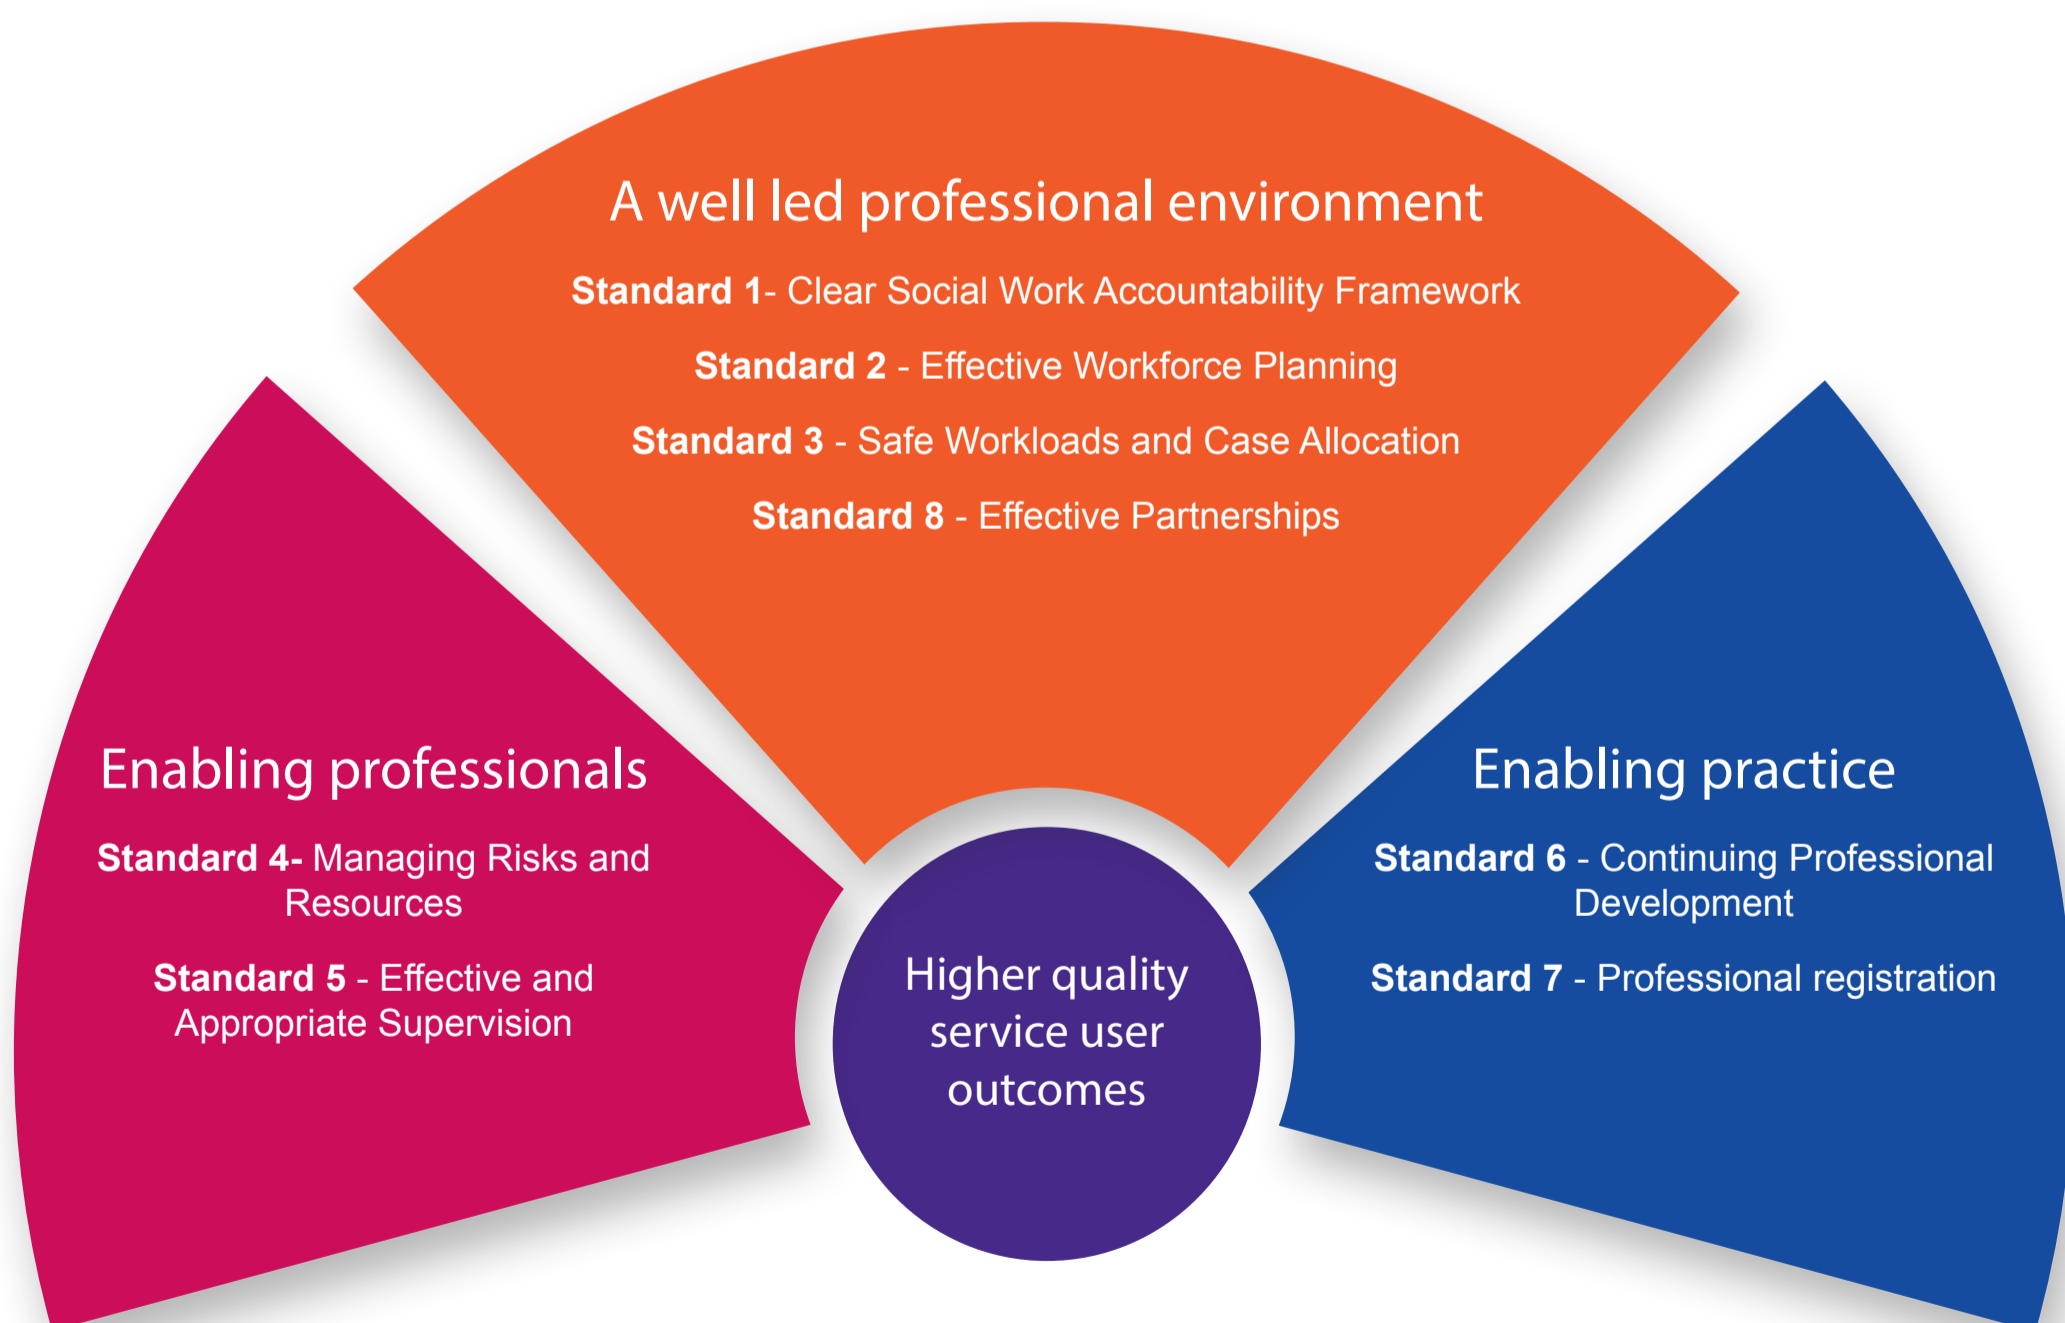 A well led professional environment
Standard 1- Clear Social Work Accountability Framework
Standard 2 - Effective Workforce Planning
Standard 3 - Safe Workloads and Case Allocation
Standard 8 - Effective Partnerships
Enabling professionals
Standard 4- Managing Risks and
Resources
Standard 5 - Effective and
Appropriate Supervision
Higher quality
service user
outcomes
Enabling practice
Standard 6 - Continuing Professional
Development
Standard 7 - Professional registration